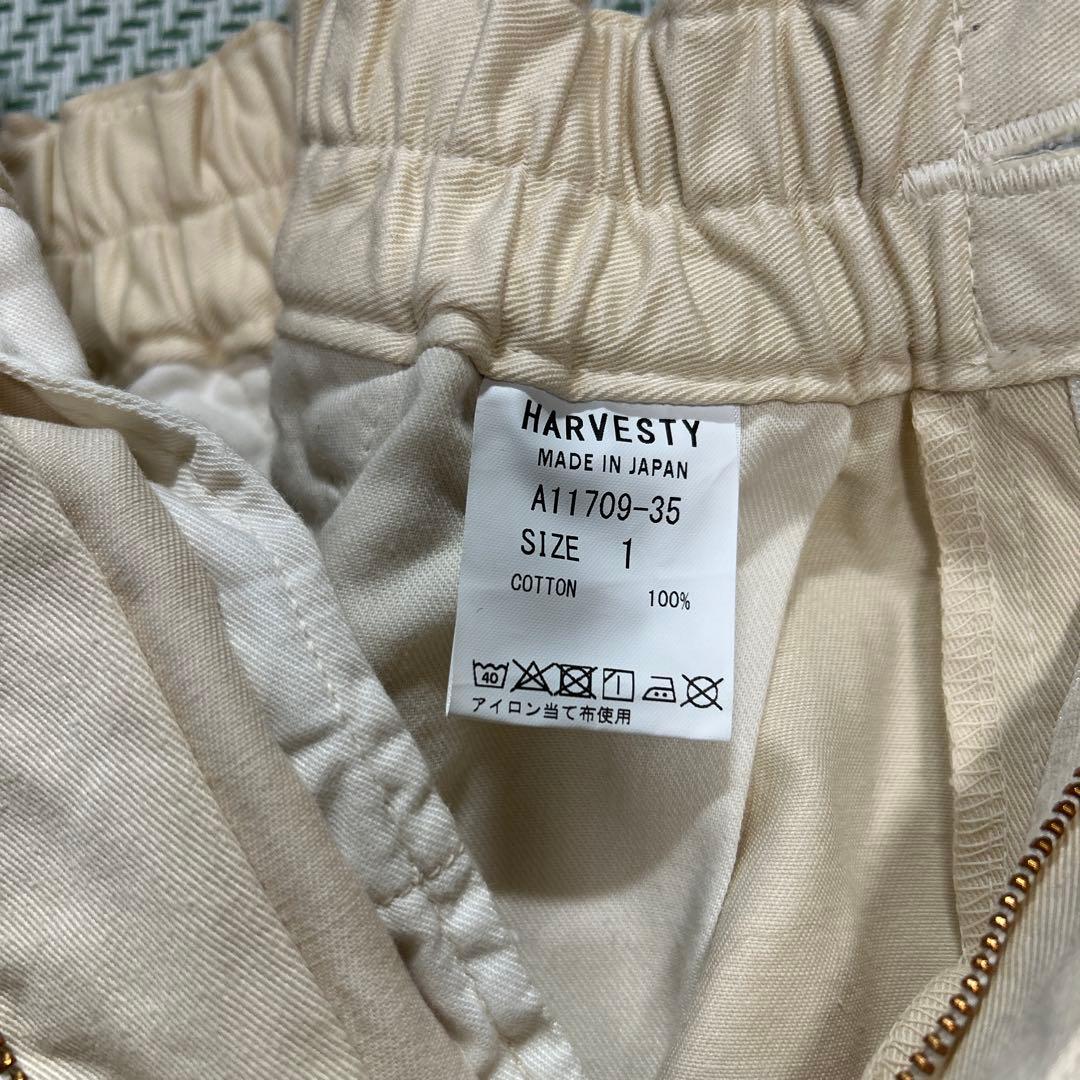 HARVESTY
MADE IN JAPAN
A11709-35
SIZE 1
COTTON 100%
40
アイロン当て布使用